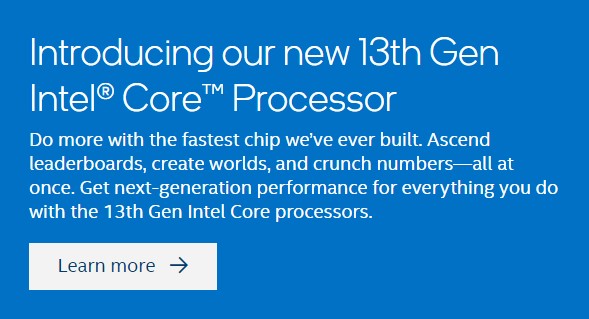 Introducing our new 13th Gen
Intel® Core™ Processor
Do more with the fastest chip we've ever built. Ascend
leaderboards, create worlds, and crunch numbers—all at
once. Get next-generation performance for everything you do
with the 13th Gen Intel Core processors.
Learn more →